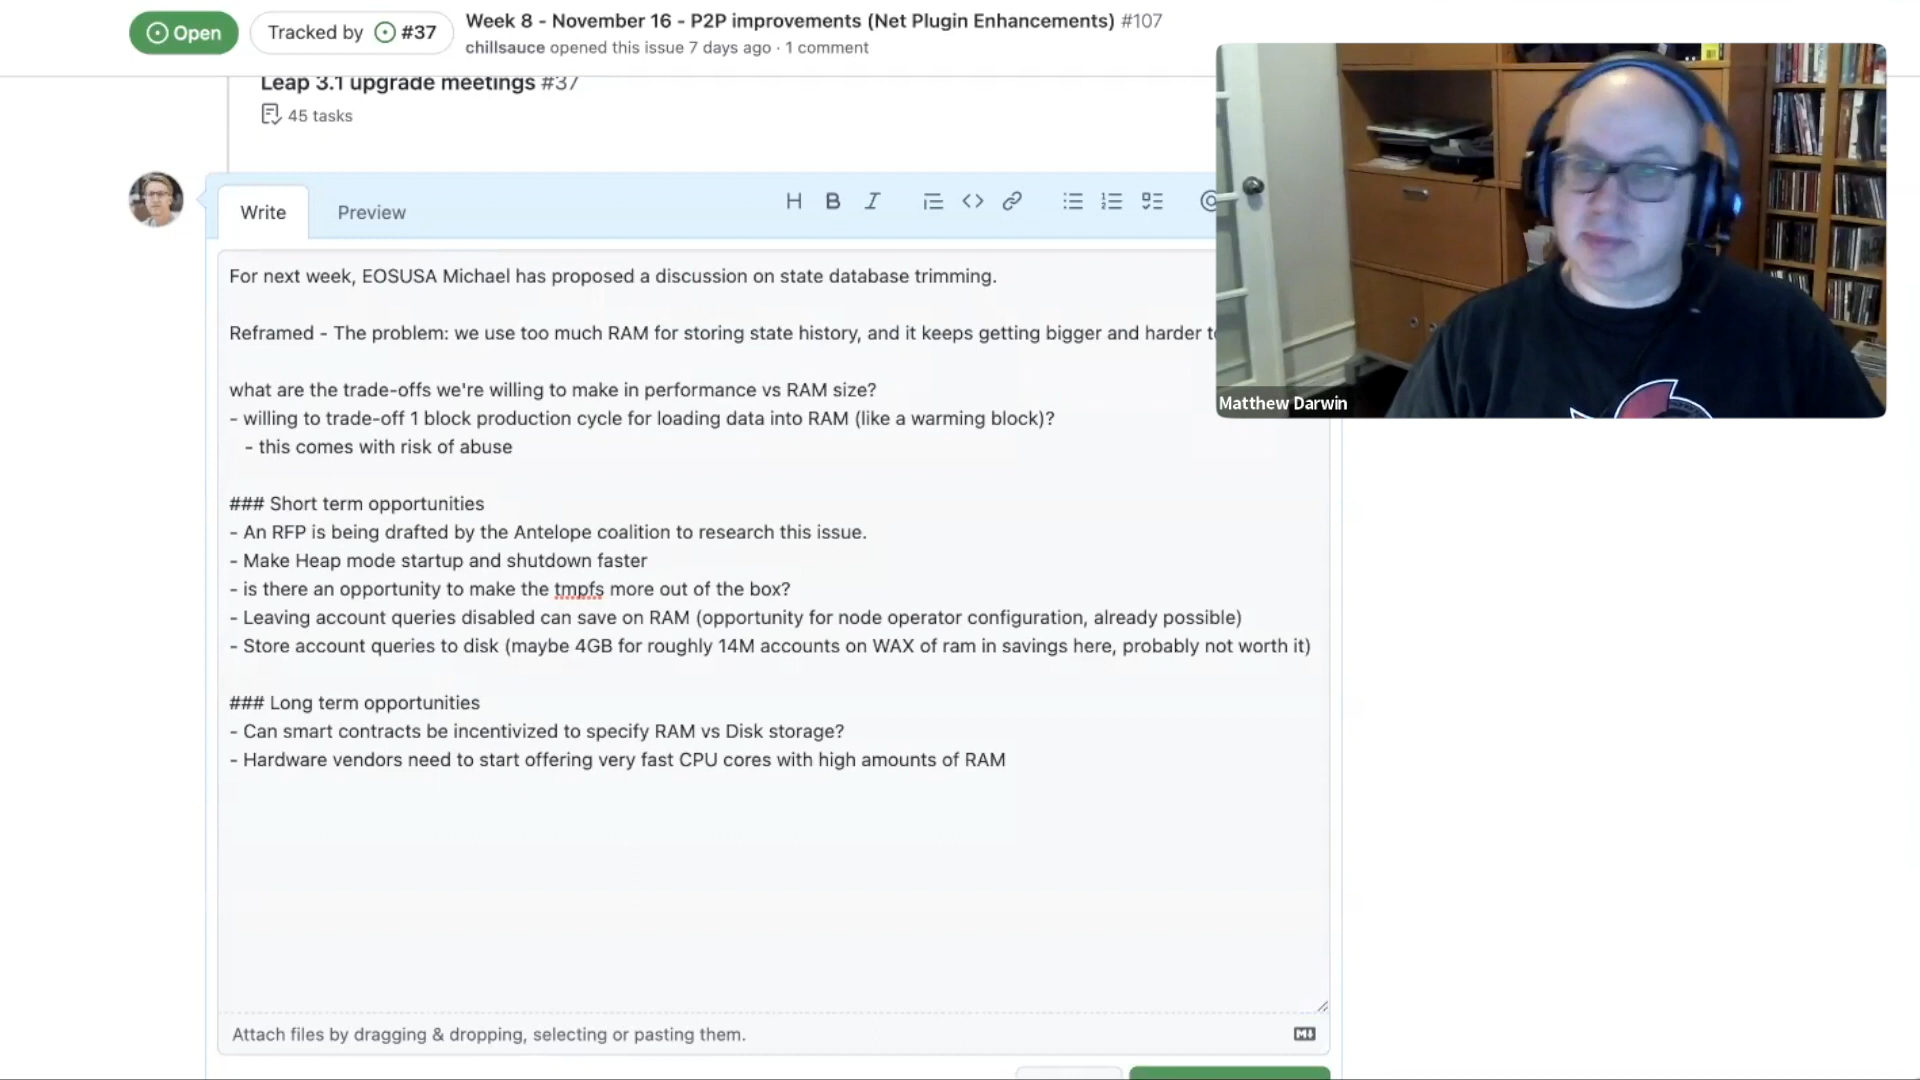 Open
Tracked by #37
Week 8 - November 16 - P2P improvements (Net Plugin Enhancements) #107
chillsauce opened this issue 7 days ago · 1 comment
Leap 3.1 upgrade meetings #37
45 tasks
Write
Preview
H B I
For next week, EOSUSA Michael has proposed a discussion on state database trimming.
Reframed - The problem: we use too much RAM for storing state history, and it keeps getting bigger and harder
what are the trade-offs we're willing to make in performance vs RAM size?
- willing to trade-off 1 block production cycle for loading data into RAM (like a warming block)?
- this comes with risk of abuse
### Short term opportunities
- An RFP is being drafted by the Antelope coalition to research this issue.
- Make Heap mode startup and shutdown faster
- is there an opportunity to make the tmpfs more out of the box?
- Leaving account queries disabled can save on RAM (opportunity for node operator configuration, already possible)
- Store account queries to disk (maybe 4GB for roughly 14M accounts on WAX of ram in savings here, probably not worth it)
### Long term opportunities
- Can smart contracts be incentivized to specify RAM vs Disk storage?
- Hardware vendors need to start offering very fast CPU cores with high amounts of RAM
Attach files by dragging & dropping, selecting or pasting them.
Matthew Darwin